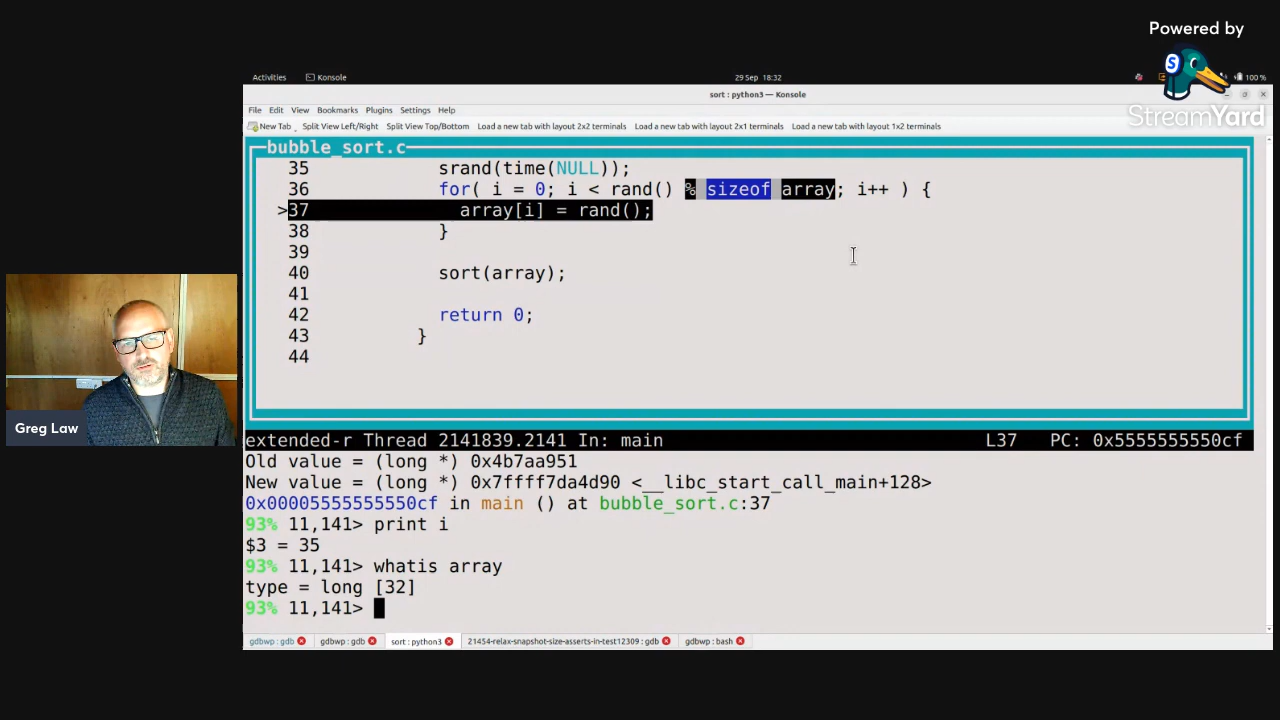 Powered by
S
StreamYard
Activities Konsole 29 Sep 18:32 100 %
sort : python3 — Konsole
File Edit View Bookmarks Plugins Settings Help
New Tab Split View Left/Right Split View Top/Bottom Load a new tab with layout 2x2 terminals Load a new tab with layout 2x1 terminals Load a new tab with layout 1x2 terminals
bubble_sort.c
35 srand(time(NULL));
36 for( i = 0; i < rand() % sizeof array; i++ ) {
>37 array[i] = rand();
38 }
39
40 sort(array);
41
42 return 0;
43 }
44
extended-r Thread 2141839.2141 In: main L37 PC: 0x5555555550cf
Old value = (long *) 0x4b7aa951
New value = (long *) 0x7ffff7da4d90 <__libc_start_call_main+128>
0x00005555555550cf in main () at bubble_sort.c:37
93% 11,141> print i
$3 = 35
93% 11,141> whatis array
type = long [32]
93% 11,141>
gdbwp : gdb gdbwp : gdb sort : python3 21454-relax-snapshot-size-asserts-in-test12309 : gdb gdbwp : bash
Greg Law